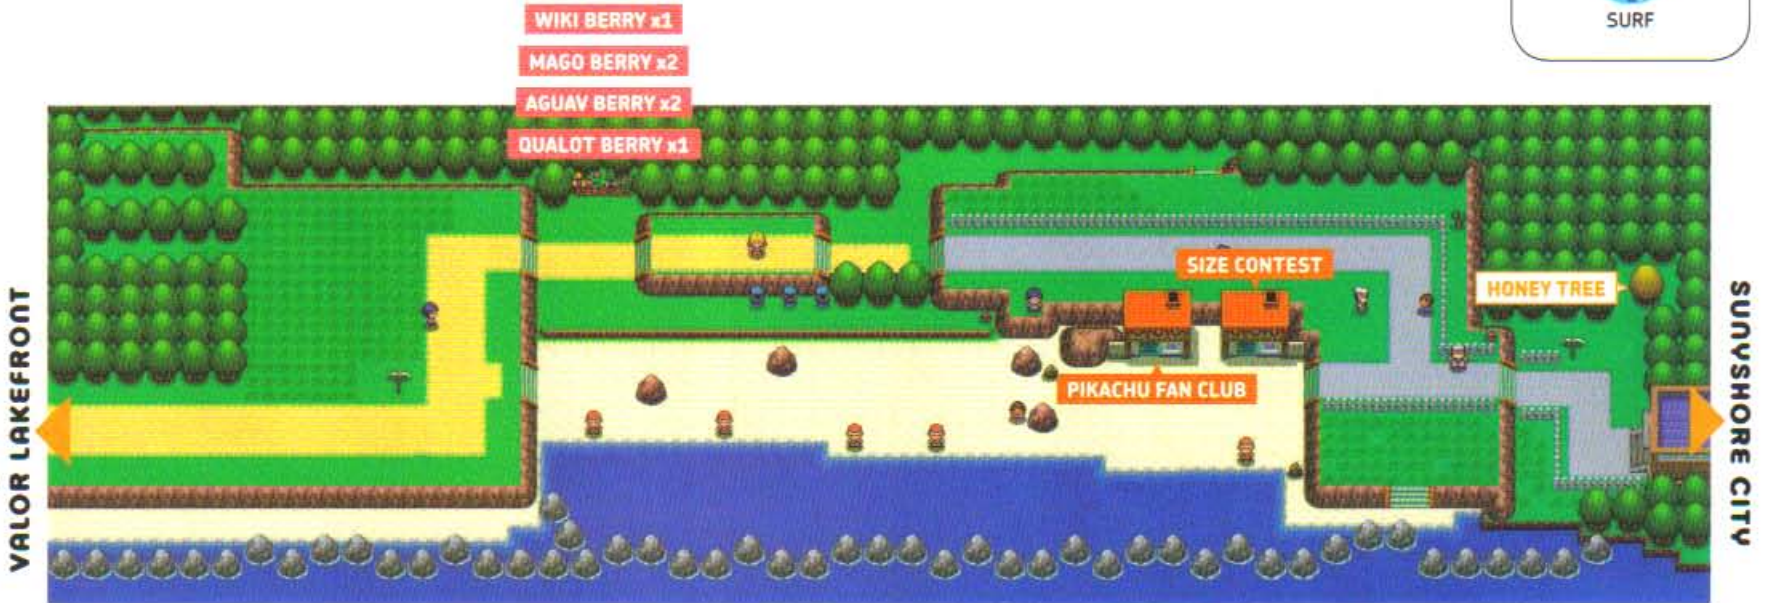 SURF
WIKI BERRY x1
MAGO BERRY x2
AGUAV BERRY x2
QUALOT BERRY x1
SIZE CONTEST
HONEY TREE
PIKACHU FAN CLUB
VALOR LAKEFRONT
SUNYSHORE CITY